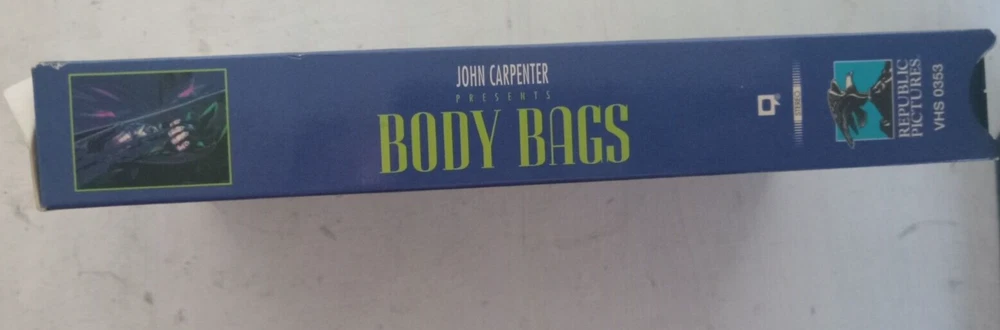 JOHN CARPENTER
PRESENTS
BODY BAGS
REPUBLIC
PICTURES
VHS 0353